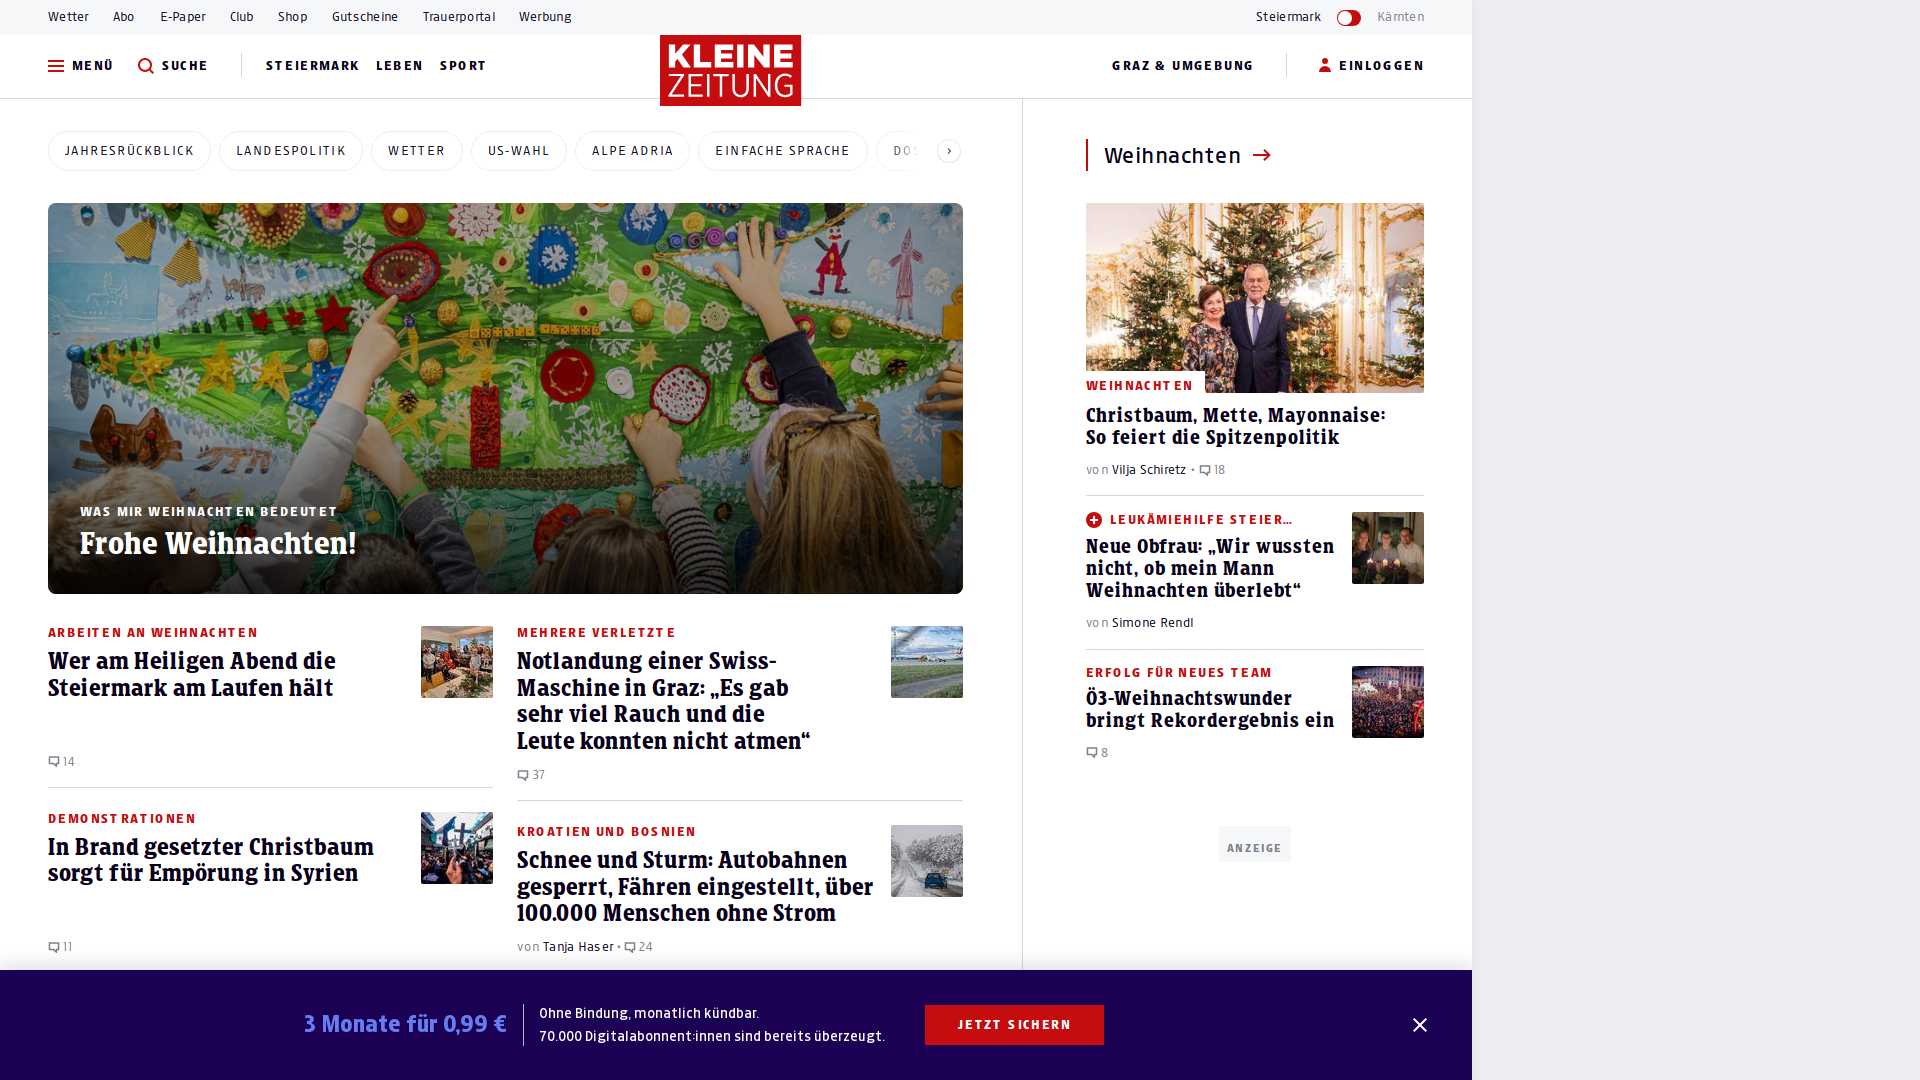 Wetter
Abo
E-Paper
Club
Shop
Gutscheine
Trauerportal
Werbung
Steiermark
Kärnten
MENÜ
SUCHE
STEIERMARK
LEBEN
SPORT
KLEINE
ZEITUNG
GRAZ & UMGEBUNG
EINLOGGEN
JAHRESRÜCKBLICK
LANDESPOLITIK
WETTER
US-WAHL
ALPE ADRIA
EINFACHE SPRACHE
WAS MIR WEIHNACHTEN BEDEUTET
Frohe Weihnachten!
ARBEITEN AN WEIHNACHTEN
Wer am Heiligen Abend die
Steiermark am Laufen hält
14
MEHRERE VERLETZTE
Notlandung einer Swiss-
Maschine in Graz: „Es gab
sehr viel Rauch und die
Leute konnten nicht atmen“
37
DEMONSTRATIONEN
In Brand gesetzter Christbaum
sorgt für Empörung in Syrien
11
KROATIEN UND BOSNIEN
Schnee und Sturm: Autobahnen
gesperrt, Fähren eingestellt, über
100.000 Menschen ohne Strom
von Tanja Haser • 24
Weihnachten
WEIHNACHTEN
Christbaum, Mette, Mayonnaise:
So feiert die Spitzenpolitik
von Vilja Schiretz • 18
LEUKÄMIEHILFE STEIER...
Neue Obfrau: „Wir wussten
nicht, ob mein Mann
Weihnachten überlebt“
von Simone Rendl
ERFOLG FÜR NEUES TEAM
Ö3-Weihnachtswunder
bringt Rekordergebnis ein
8
ANZEIGE
3 Monate für 0,99 €
Ohne Bindung, monatlich kündbar.
70.000 Digitalabonnent:innen sind bereits überzeugt.
JETZT SICHERN